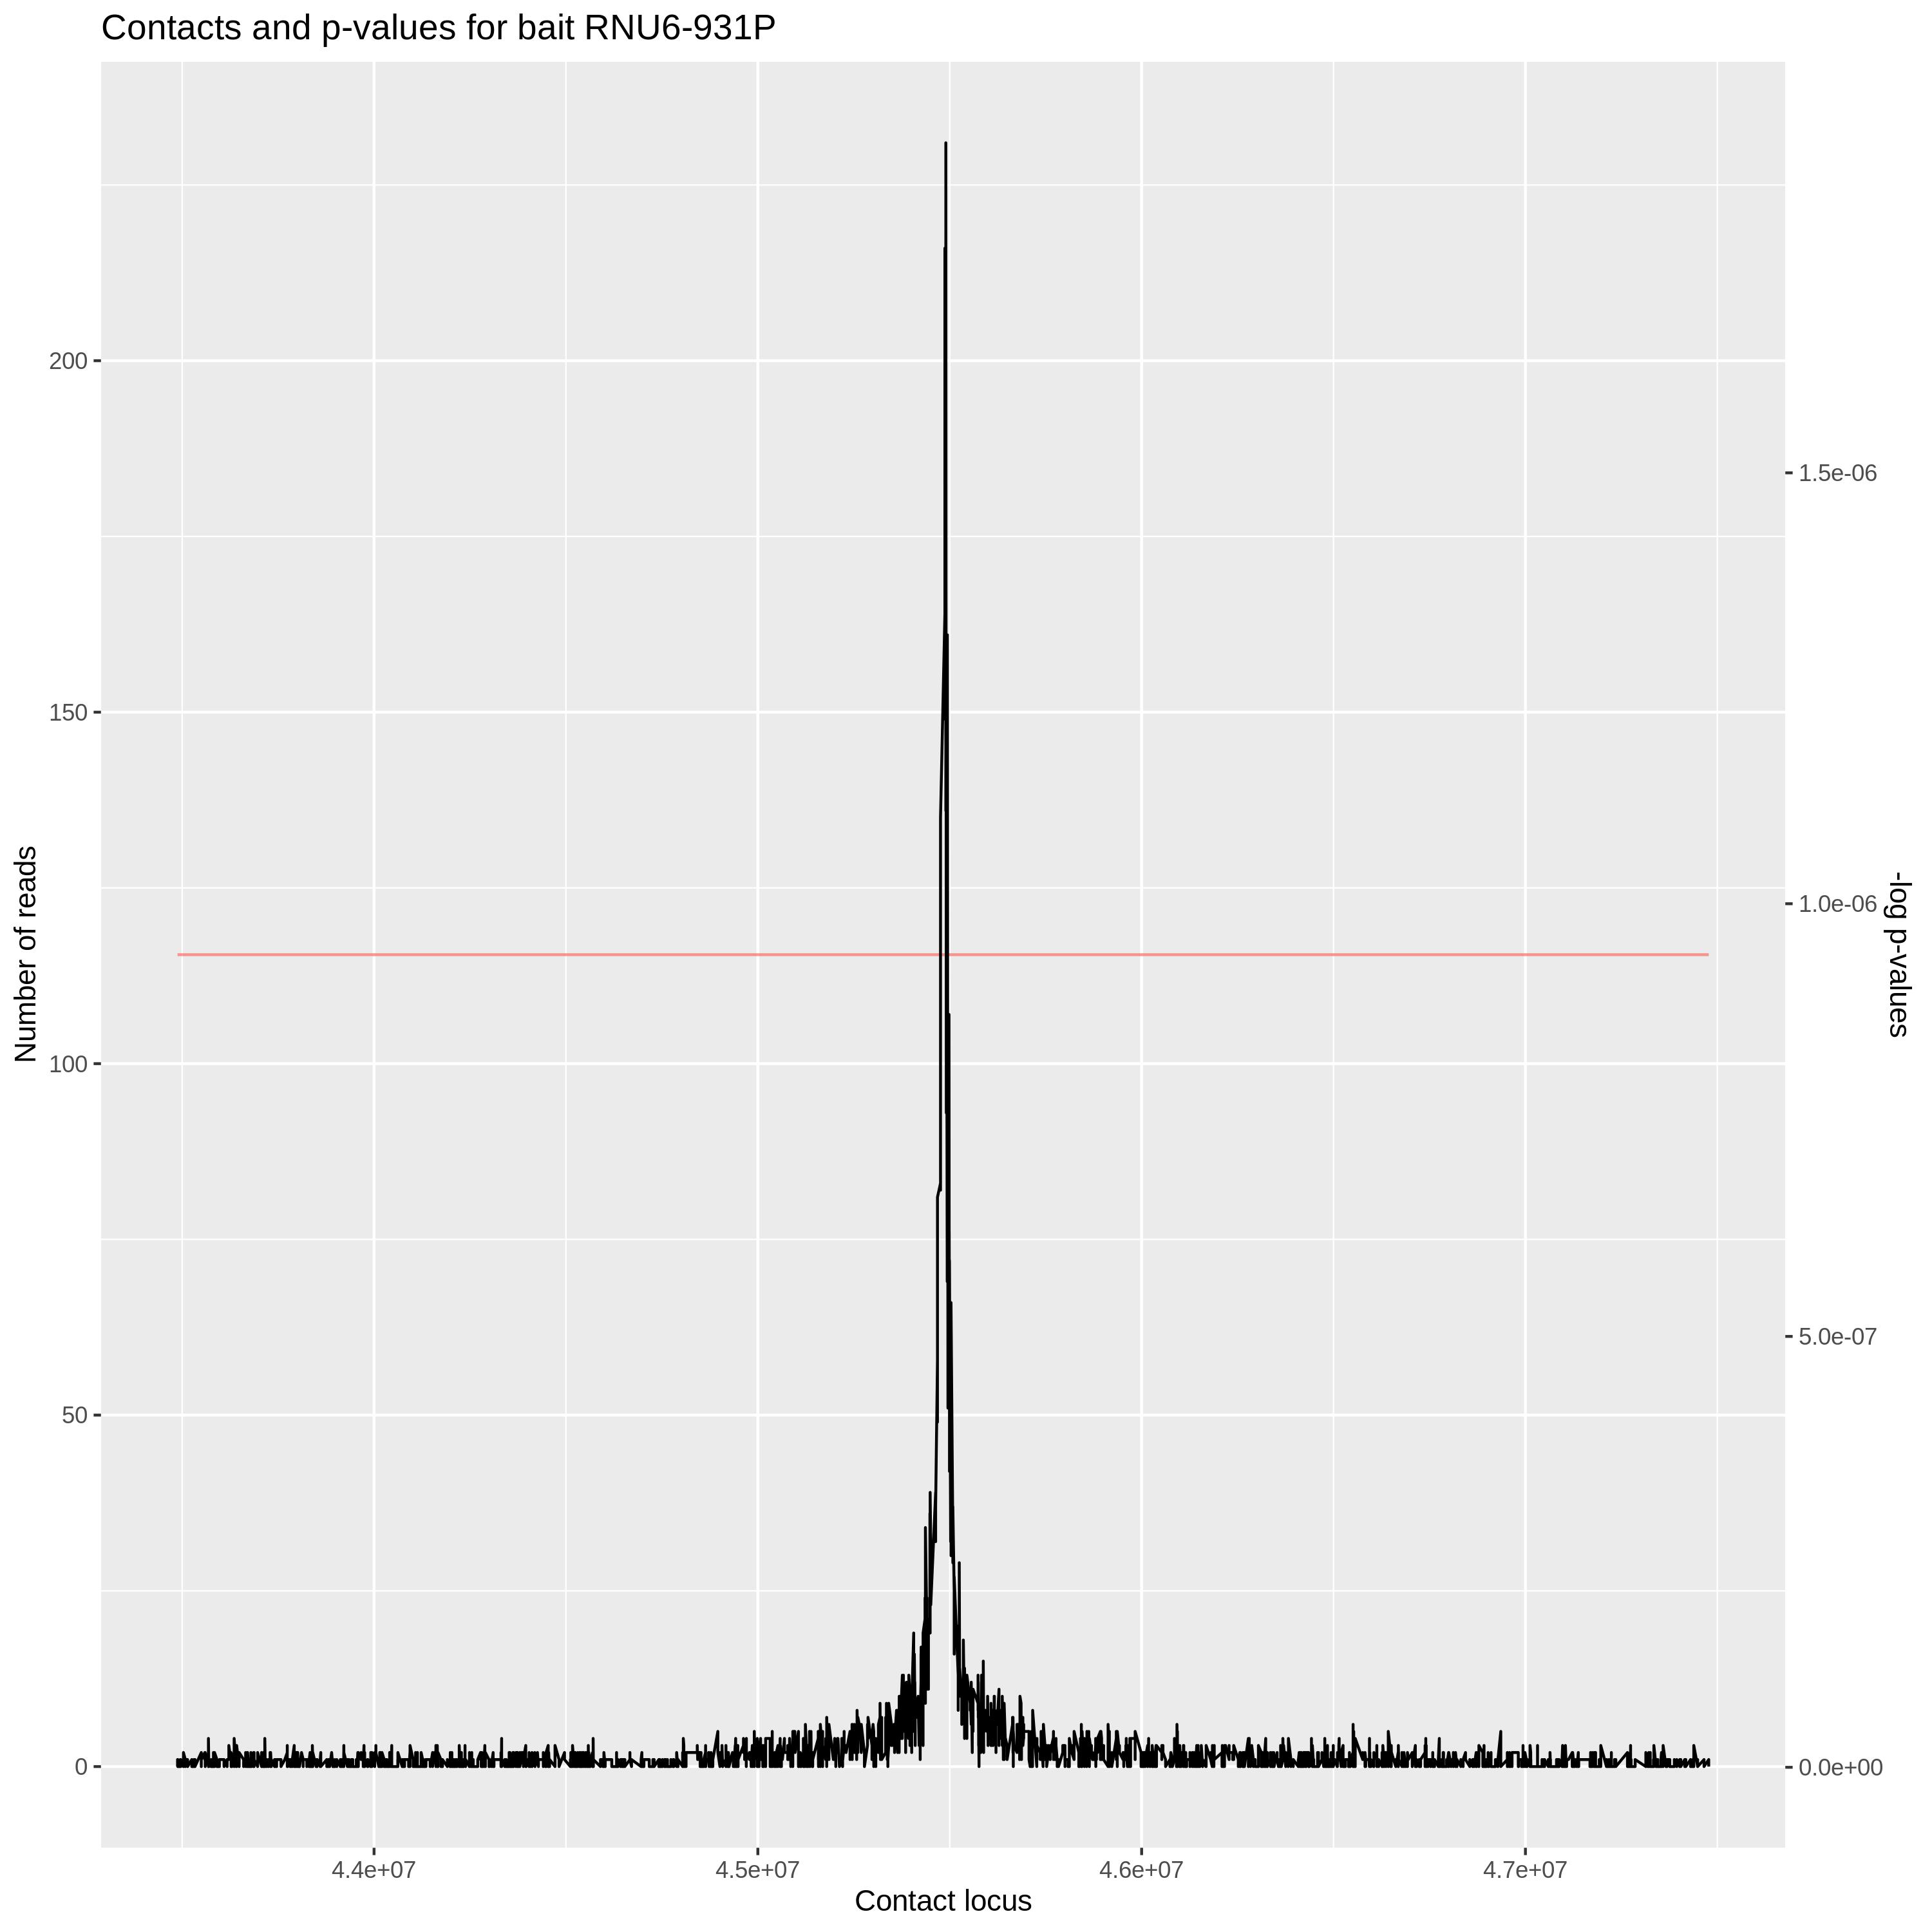 Contacts and p-values for bait RNU6-931P
200
150
100
50
0
Number of reads
1.5e-06
1.0e-06
5.0e-07
0.0e+00
-log p-values
4.4e+07
4.5e+07
4.6e+07
4.7e+07
Contact locus